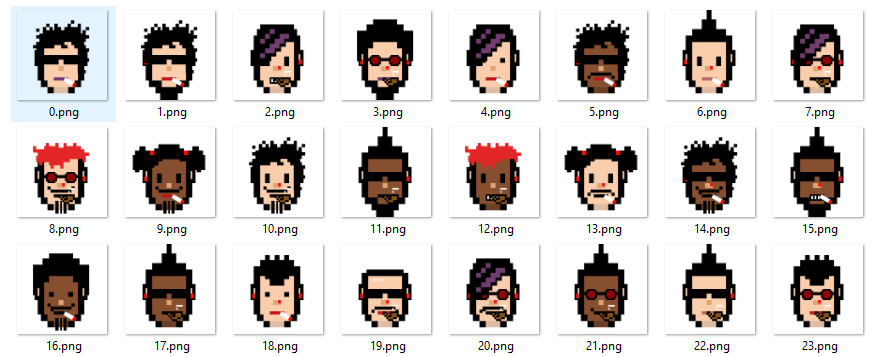 0.png 1.png 2.png 3.png 4.png 5.png 6.png 7.png
8.png 9.png 10.png 11.png 12.png 13.png 14.png 15.png
16.png 17.png 18.png 19.png 20.png 21.png 22.png 23.png